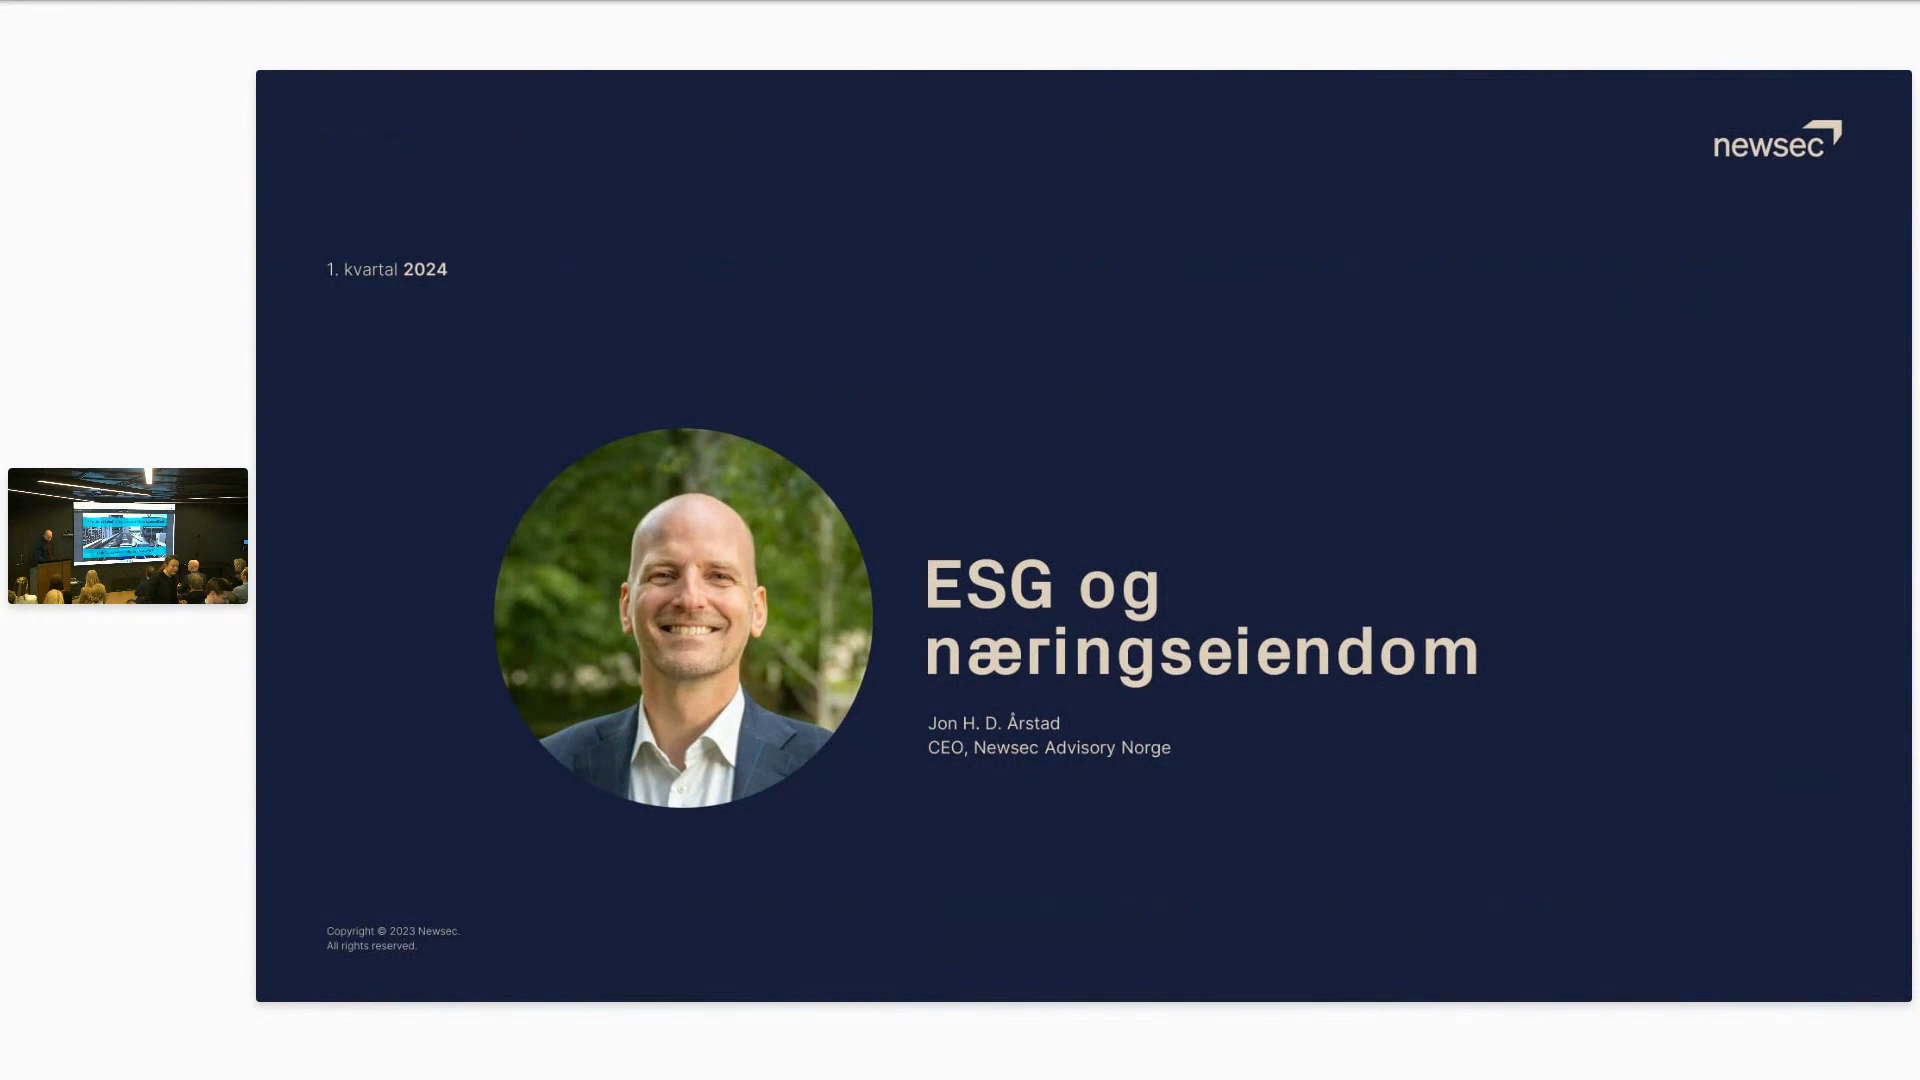 newsec
1. kvartal 2024
ESG og
næringseiendom
Jon H. D. Årstad
CEO, Newsec Advisory Norge
Copyright © 2023 Newsec.
All rights reserved.